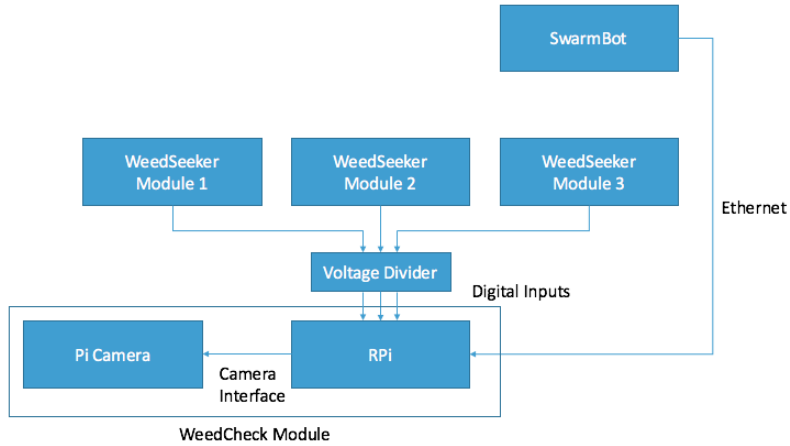 SwarmBot
WeedSeeker
Module 1
WeedSeeker
Module 2
WeedSeeker
Module 3
Ethernet
Voltage Divider
Digital Inputs
Pi Camera
RPi
Camera
Interface
WeedCheck Module